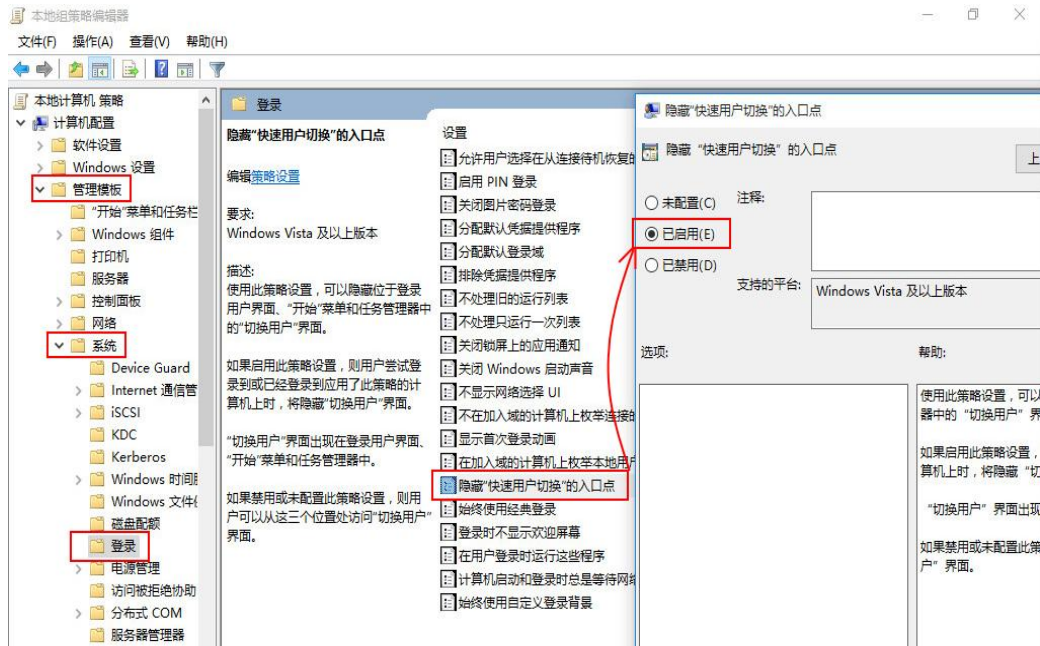 本地组策略编辑器
文件(F) 操作(A) 查看(V) 帮助(H)
本地计算机 策略
计算机配置
软件设置
Windows 设置
管理模板
"开始"菜单和任务栏
Windows 组件
打印机
服务器
控制面板
网络
系统
Device Guard
Internet 通信管
iSCSI
KDC
Kerberos
Windows 时间服
Windows 文件保
磁盘配额
登录
电源管理
访问被拒绝协助
分布式 COM
服务器管理器
登录
隐藏"快速用户切换"的入口点
编辑策略设置
要求:
Windows Vista 及以上版本
描述:
使用此策略设置，可以隐藏位于登录
用户界面、"开始"菜单和任务管理器中
的"切换用户"界面。
如果启用此策略设置，则用户尝试登
录到或已经登录到应用了此策略的计
算机上时，将隐藏"切换用户"界面。
"切换用户"界面出现在登录用户界面、
"开始"菜单和任务管理器中。
如果禁用或未配置此策略设置，则用
户可以从这三个位置处访问"切换用户"
界面。
设置
允许用户选择在从连接待机恢复的
启用 PIN 登录
关闭图片密码登录
分配默认凭据提供程序
分配默认登录域
排除凭据提供程序
不处理旧的运行列表
不处理只运行一次列表
关闭锁屏上的应用通知
关闭 Windows 启动声音
不显示网络选择 UI
不在加入域的计算机上枚举连接的
显示首次登录动画
在加入域的计算机上枚举本地用户
隐藏"快速用户切换"的入口点
始终使用经典登录
登录时不显示欢迎屏幕
在用户登录时运行这些程序
计算机启动和登录时总是等待网络
始终使用自定义登录背景
隐藏"快速用户切换"的入口点
隐藏 "快速用户切换" 的入口点
上
未配置(C)
注释:
已启用(E)
已禁用(D)
支持的平台:
Windows Vista 及以上版本
选项:
帮助:
使用此策略设置，可以
器中的 "切换用户" 界
如果启用此策略设置，
算机上时，将隐藏 "切
"切换用户" 界面出现
如果禁用或未配置此策
户" 界面。